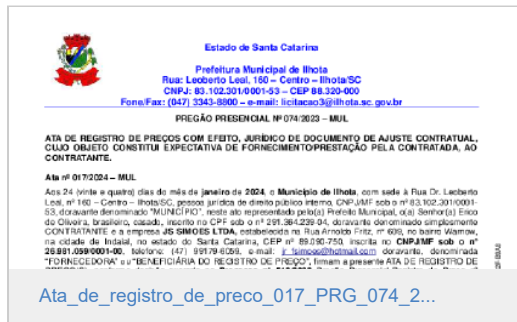 Estado de Santa Catarina
Prefeitura Municipal de Ilhota
Rua: Leoberto Leal, 160 – Centro – Ilhota/SC
CNPJ: 83.102.301/0001-53 – CEP 88.320-000
Fone/Fax: (047) 3343-8800 – e-mail: licitacao3@ilhota.sc.gov.br
PREGÃO PRESENCIAL Nº 074/2023 – MUL
ATA DE REGISTRO DE PREÇOS COM EFEITO, JURÍDICO DE DOCUMENTO DE AJUSTE CONTRATUAL,
CUJO OBJETO CONSTITUI EXPECTATIVA DE FORNECIMENTO/PRESTAÇÃO PELA CONTRATADA, AO
CONTRATANTE.
Ata nº 017/2024 – MUL
Aos 24 (vinte e quatro) dias do mês de janeiro de 2024, o Município de Ilhota, com sede à Rua Dr. Leoberto
Leal, nº 160 – Centro – Ilhota/SC, pessoa jurídica de direito público interno, CNPJ/MF sob o nº 83.102.301/0001-
53, doravante denominado "MUNICÍPIO", neste ato representado pelo(a) Prefeito Municipal, o(a) Senhor(a) Erico
de Oliveira, brasileiro, casado, inscrito no CPF sob o nº 291.364.239-04, doravante denominado simplesmente
CONTRATANTE e a empresa JS SIMOES LTDA, estabelecida na Rua Arnoldo Fritz, nº 609, no bairro Warnow,
na cidade de Indaial, no estado do Santa Catarina, CEP nº 89.090-750, inscrita no CNPJ/MF sob o nº
26.981.059/0001-00, telefone: (47) 99179-6059, e-mail: jr_fsimoes@hotmail.com doravante, denominada
"FORNECEDORA" ou "BENEFICIÁRIA DO REGISTRO DE PREÇO", firmam a presente ATA DE REGISTRO DE
Ata_de_registro_de_preco_017_PRG_074_2...